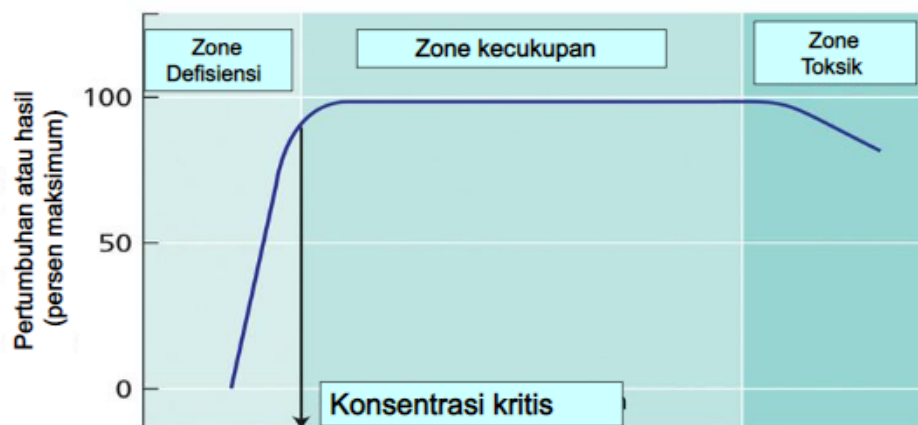 Zone
Defisiensi
Zone kecukupan
Zone
Toksik
Pertumbuhan atau hasil
(persen maksimum)
100
50
0
Konsentrasi kritis